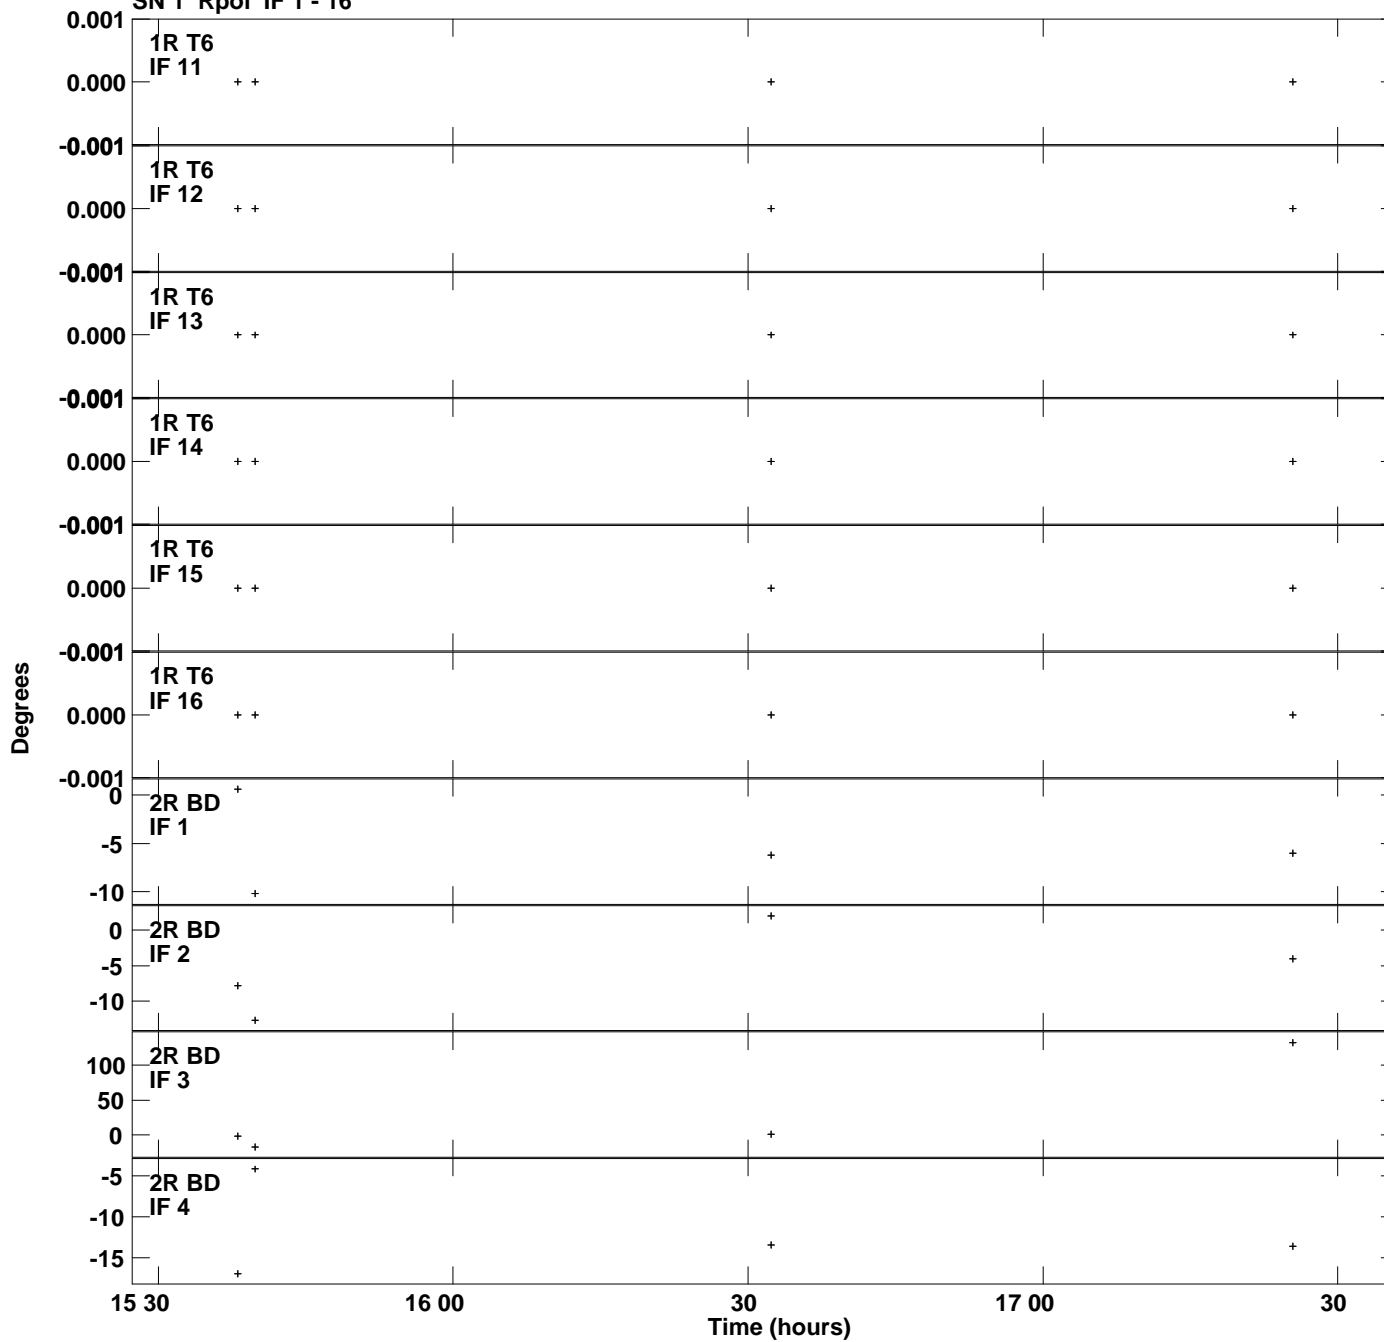 SN 1 Rpol IF 1 - 16
0.001
1R T6
IF 11
0.000
-0.001
1R T6
IF 12
0.000
-0.001
1R T6
IF 13
0.000
-0.001
1R T6
IF 14
0.000
-0.001
1R T6
IF 15
0.000
-0.001
1R T6
IF 16
0.000
-0.001
Degrees
0
2R BD
IF 1
-5
-10
2R BD
0
IF 2
-5
-10
2R BD
100
IF 3
50
0
-5
2R BD
IF 4
-10
-15
15 30 16 00 30 17 00 30
Time (hours)